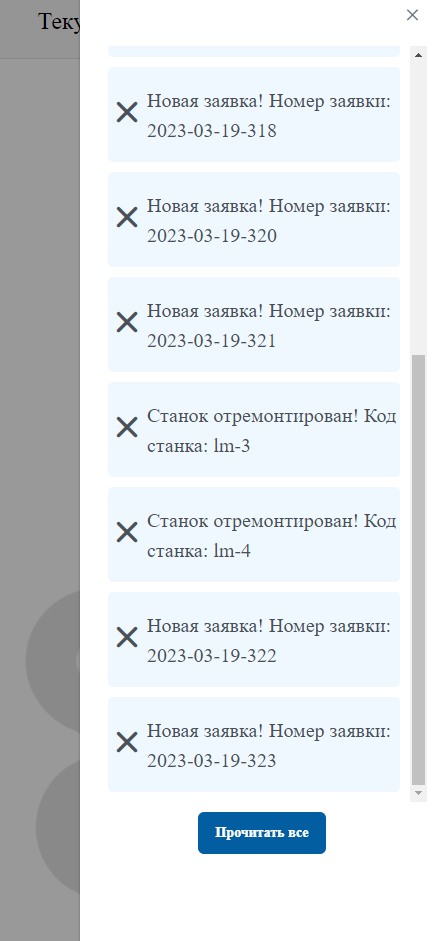 Теку
Новая заявка! Номер заявки:
2023-03-19-318
Новая заявка! Номер заявки:
2023-03-19-320
Новая заявка! Номер заявки:
2023-03-19-321
Станок отремонтирован! Код
станка: lm-3
Станок отремонтирован! Код
станка: lm-4
Новая заявка! Номер заявки:
2023-03-19-322
Новая заявка! Номер заявки:
2023-03-19-323
Прочитать все